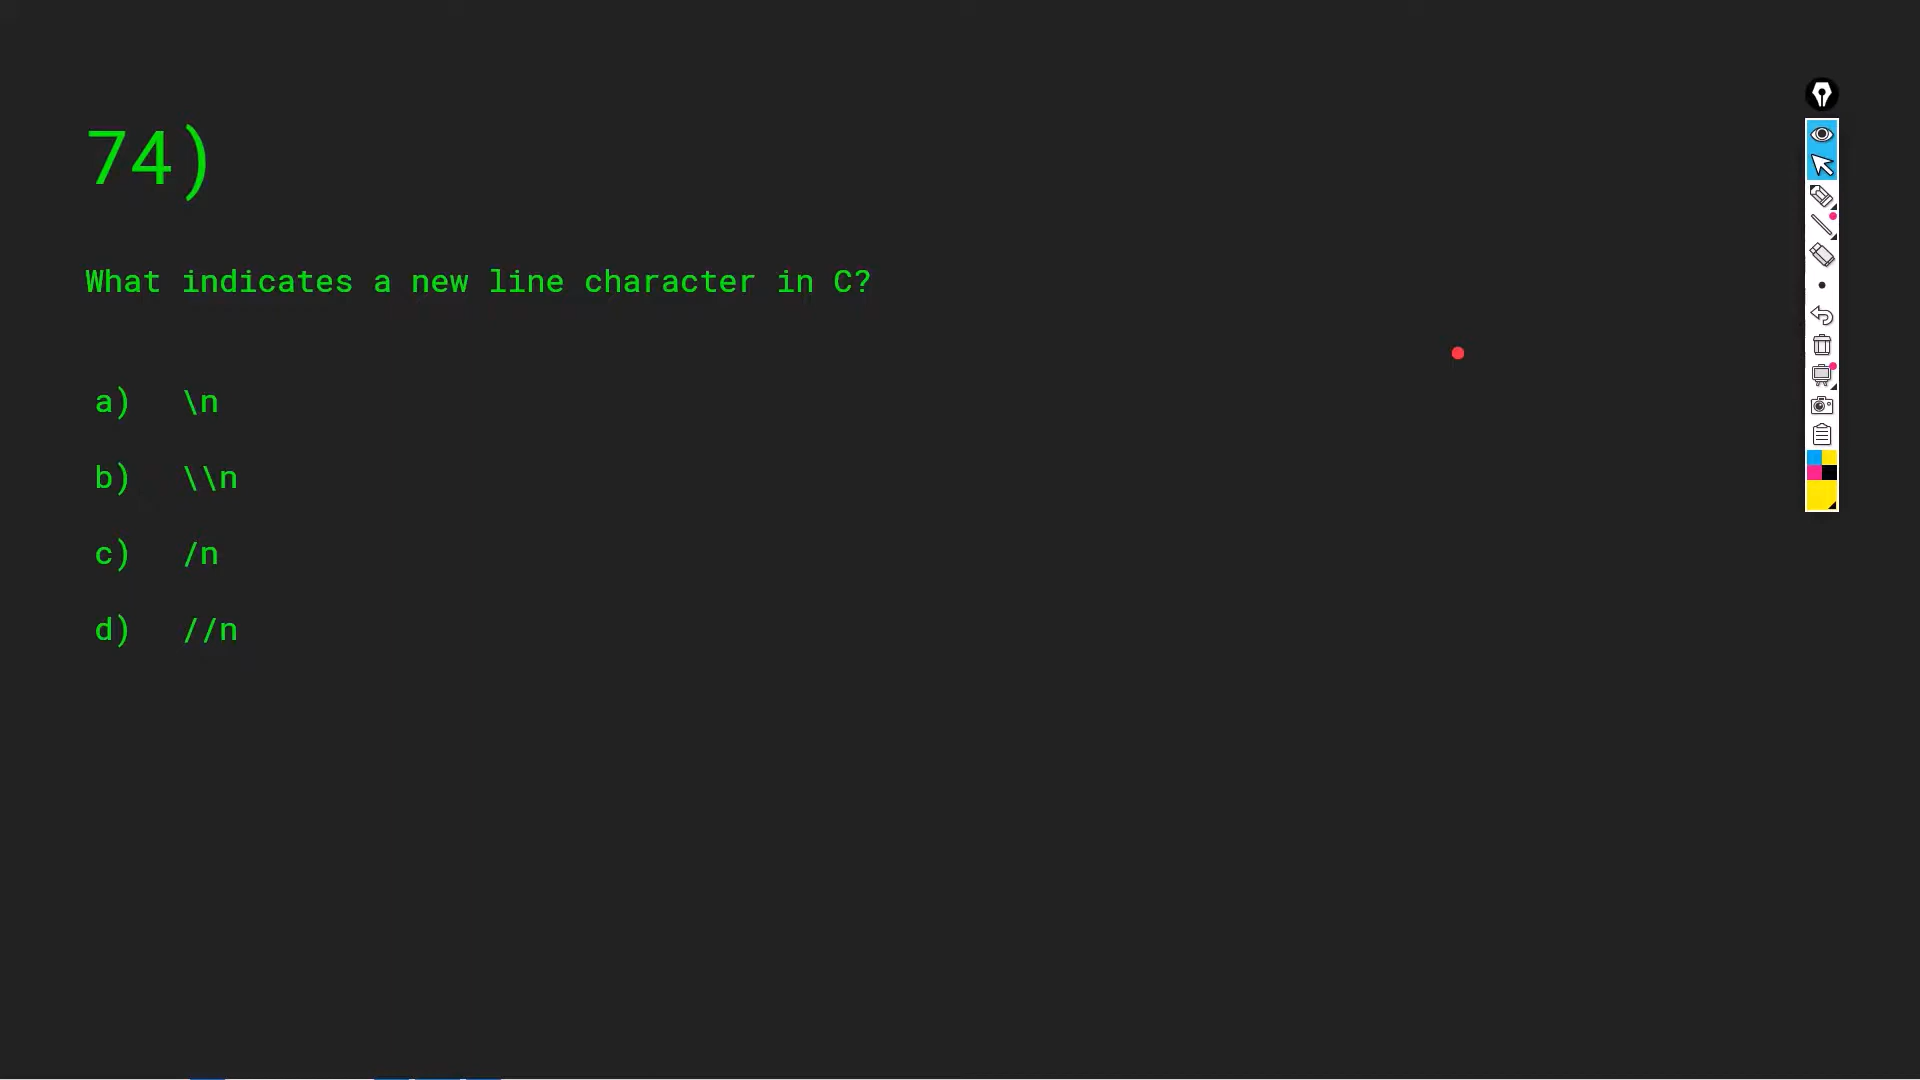 74)
What indicates a new line character in C?
a) \n
b) \\n
c) /n
d) //n